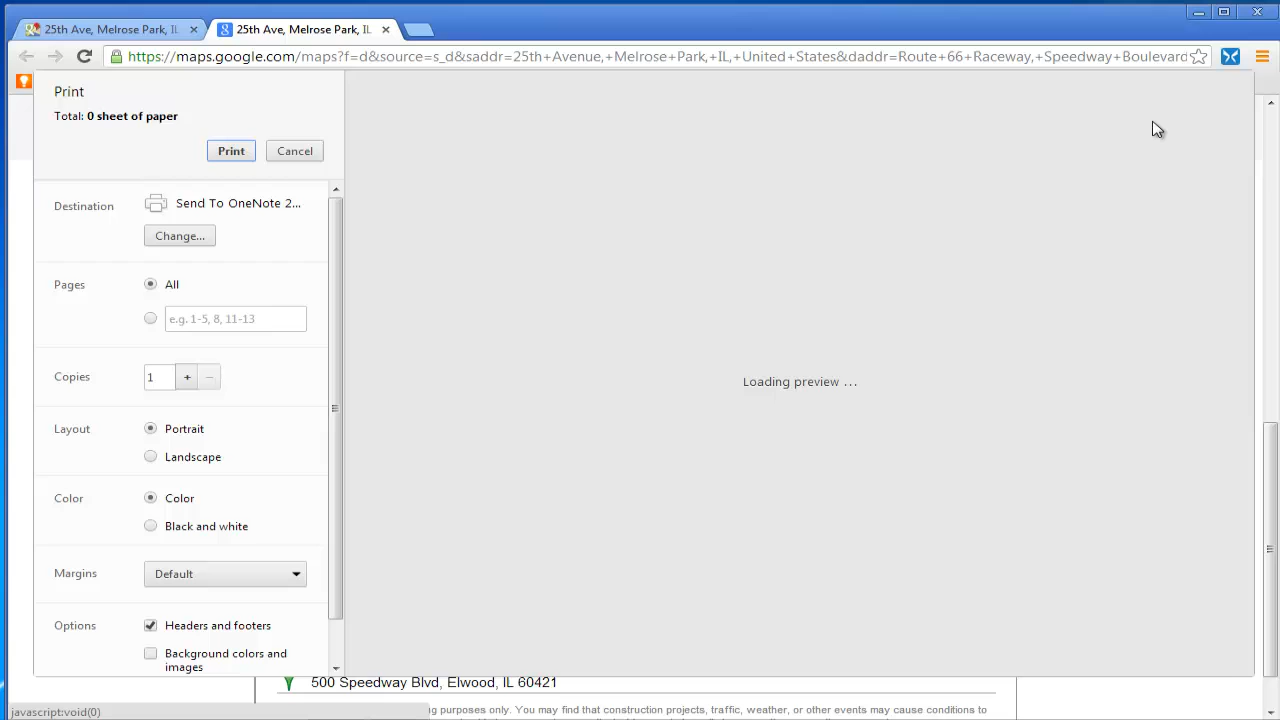 25th Ave, Melrose Park, IL
25th Ave, Melrose Park, IL
https://maps.google.com/maps?f=d&source=s_d&saddr=25th+Avenue,+Melrose+Park,+IL,+United+States&daddr=Route+66+Raceway,+Speedway+Boulevard
Print
Total: 0 sheet of paper
Print
Cancel
Destination
Send To OneNote 2...
Change...
Pages
All
e.g. 1-5, 8, 11-13
Copies
1
+
−
Layout
Portrait
Landscape
Color
Color
Black and white
Margins
Default
Options
Headers and footers
Background colors and
images
Loading preview ...
500 Speedway Blvd, Elwood, IL 60421
purposes only. You may find that construction projects, traffic, weather, or other events may cause conditions to
javascript:void(0)